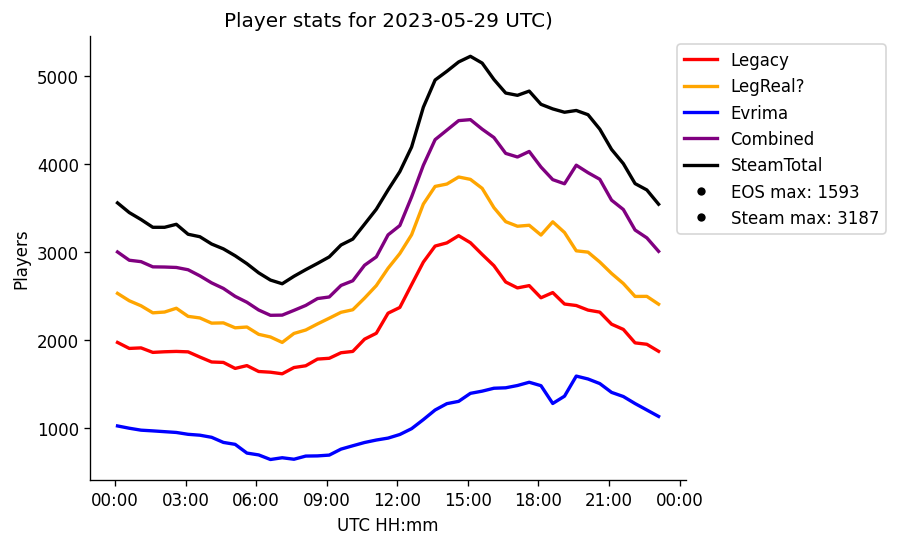 Player stats for 2023-05-29 UTC)
Players
5000
4000
3000
2000
1000
00:00 03:00 06:00 09:00 12:00 15:00 18:00 21:00 00:00
UTC HH:mm
Legacy
LegReal?
Evrima
Combined
SteamTotal
EOS max: 1593
Steam max: 3187